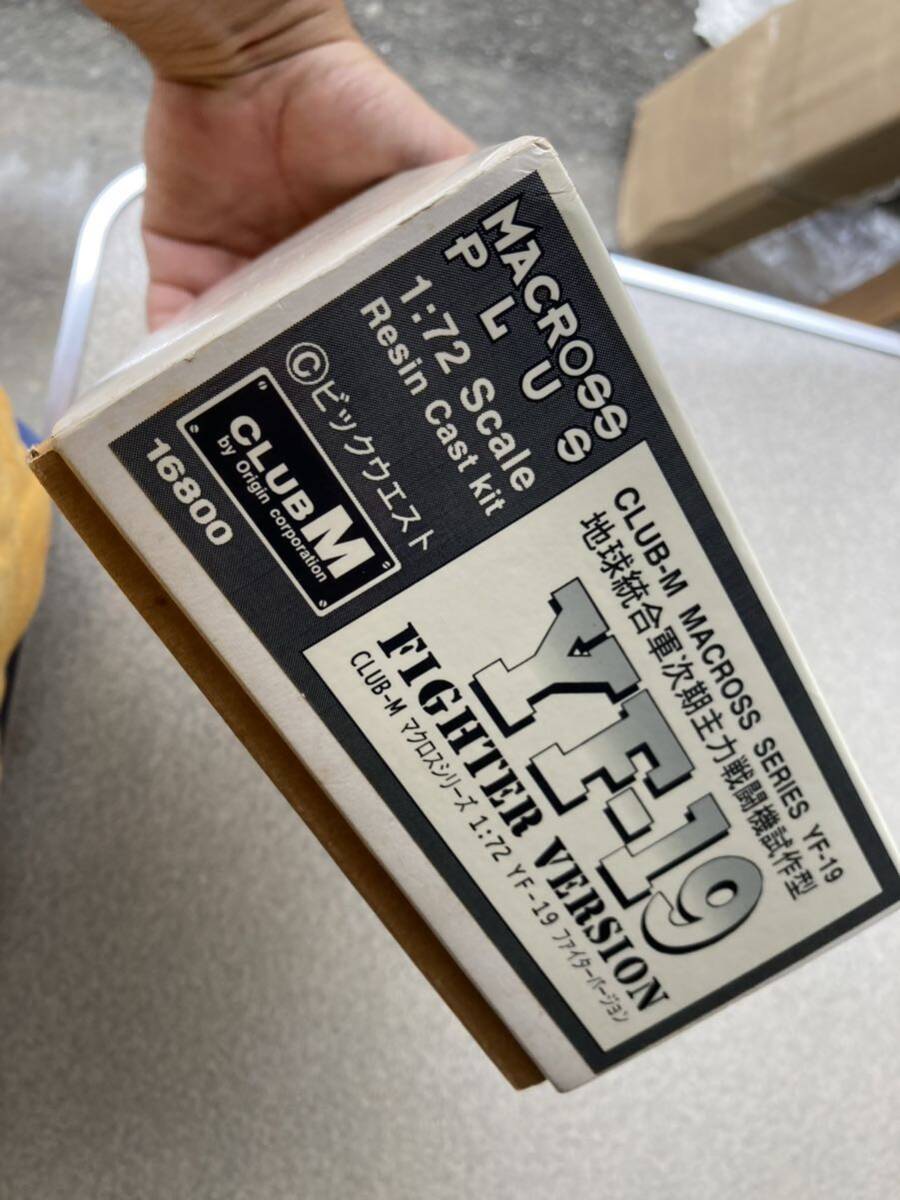 MACROSS
PLUS
1:72 Scale
Resin Cast kit
©ビックウエスト
CLUB M
by Origin corporation
16800
CLUB-M MACROSS SERIES YF-19
地球統合軍次期主力戦闘機試作型
YF-19
FIGHTER VERSION
CLUB-M マクロスシリーズ 1:72 YF-19 ファイターバージョン